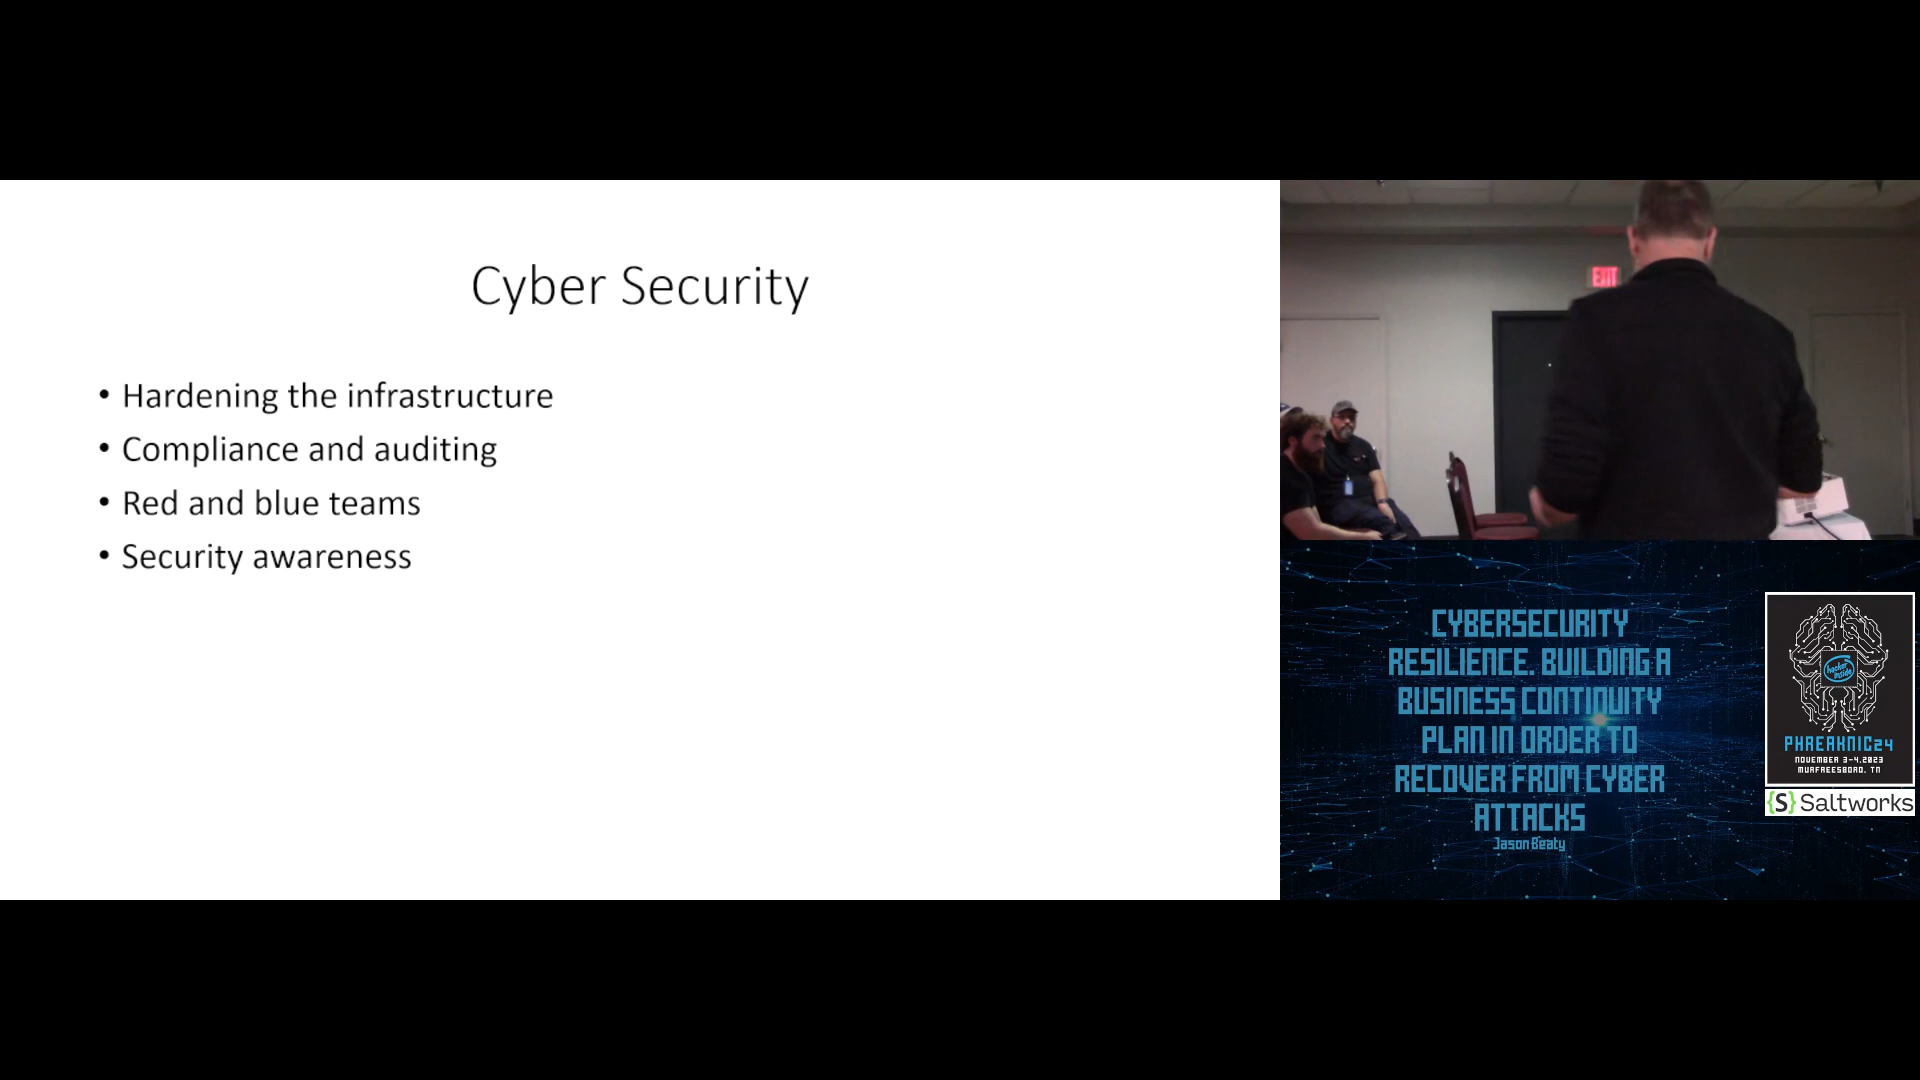 Cyber Security
• Hardening the infrastructure
• Compliance and auditing
• Red and blue teams
• Security awareness
EXIT
CYBERSECURITY
RESILIENCE. BUILDING A
BUSINESS CONTINUITY
PLAN IN ORDER TO
RECOVER FROM CYBER
ATTACKS
Jason Beaty
hacker
inside
PHREAKNIC24
NOVEMBER 3-4.2023
MURFREESBORO, TN
{S} Saltworks